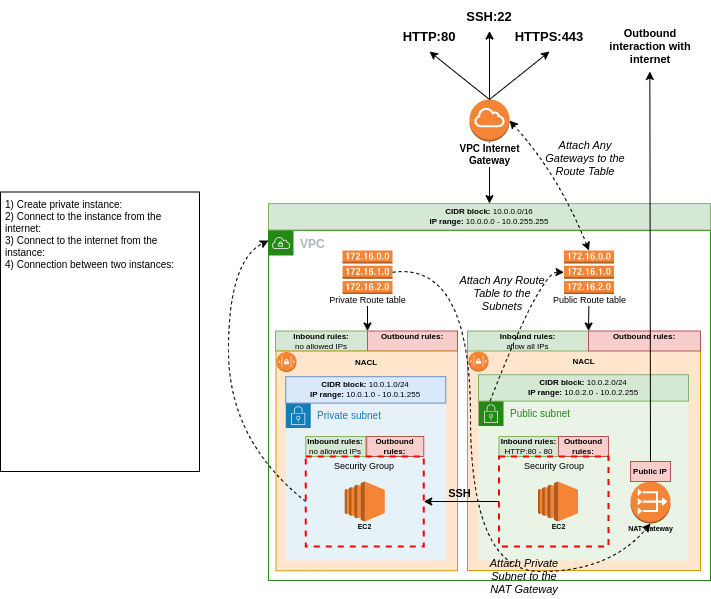 SSH:22
HTTP:80
HTTPS:443
Outbound
interaction with
internet
VPC Internet
Gateway
Attach Any
Gateways to the
Route Table
1) Create private instance:
2) Connect to the instance from the
internet:
3) Connect to the internet from the
instance:
4) Connection between two instances:
CIDR block: 10.0.0.0/16
IP range: 10.0.0.0 - 10.0.255.255
VPC
172.16.0.0
172.16.1.0
172.16.2.0
Private Route table
Attach Any Route
Table to the
Subnets
172.16.0.0
172.16.1.0
172.16.2.0
Public Route table
Inbound rules:
no allowed IPs
Outbound rules:
NACL
CIDR block: 10.0.1.0/24
IP range: 10.0.1.0 - 10.0.1.255
Private subnet
Inbound rules:
no allowed IPs
Outbound
rules:
Security Group
EC2
SSH
Inbound rules:
allow all IPs
Outbound rules:
NACL
CIDR block: 10.0.2.0/24
IP range: 10.0.2.0 - 10.0.2.255
Public subnet
Inbound rules:
HTTP:80 - 80
Outbound
rules:
Security Group
EC2
Public IP
NAT Gateway
Attach Private
Subnet to the
NAT Gateway